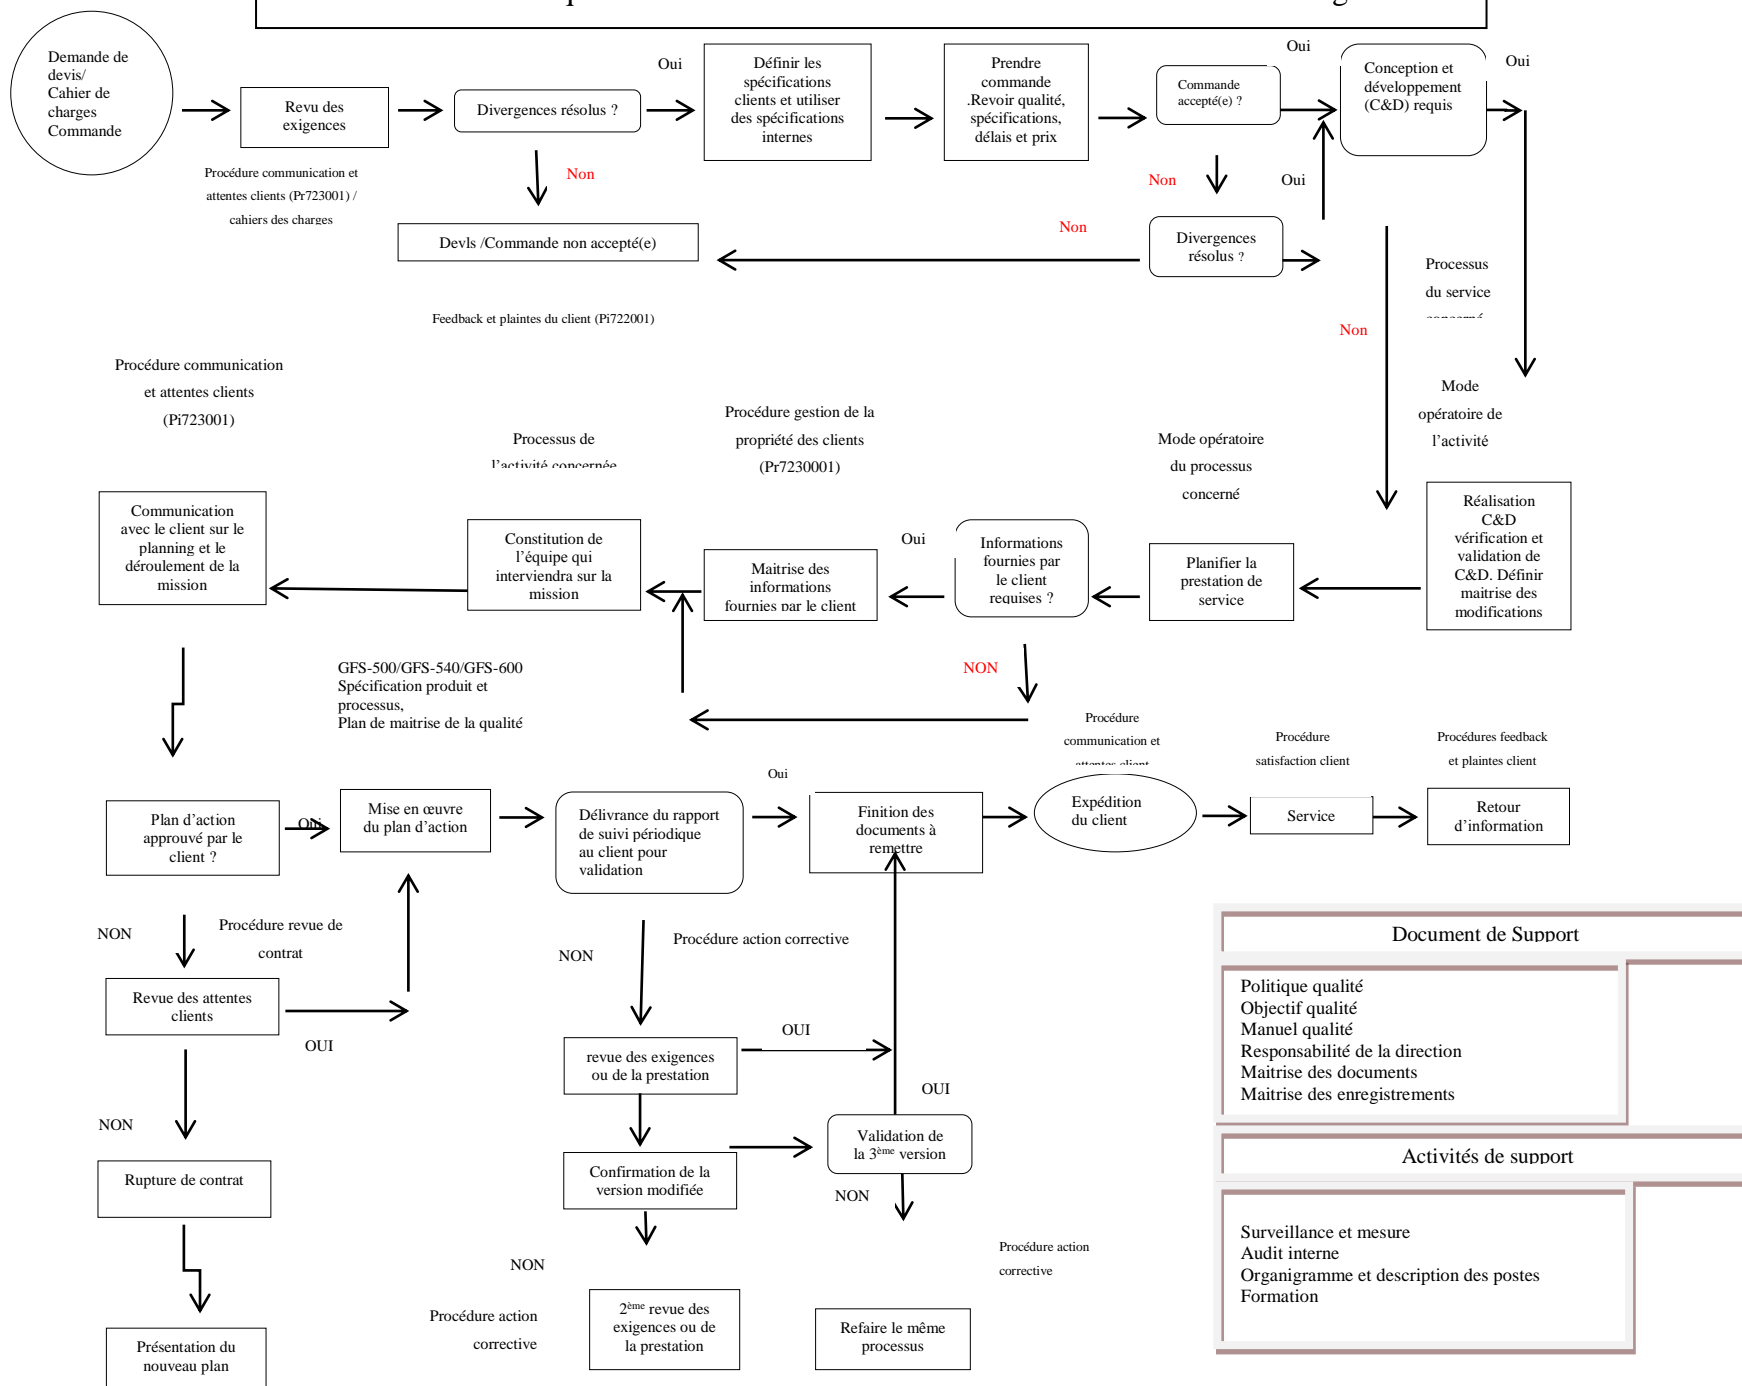 Demande de
devis/
Cahier de
charges
Commande
Revu des
exigences
Procédure communication et
attentes clients (Pr723001) /
cahiers des charges
Divergences résolus ?
Oui
Non
Devls /Commande non accepté(e)
Feedback et plaintes du client (Pi722001)
Définir les
spécifications
clients et utiliser
des spécifications
internes
Prendre
commande
.Revoir qualité,
spécifications,
délais et prix
Commande
accepté(e) ?
Oui
Non
Oui
Divergences
résolus ?
Non
Conception et
développement
(C&D) requis
Oui
Non
Processus
du service
concerné
Mode
opératoire de
l’activité
Réalisation
C&D
vérification et
validation de
C&D. Définir
maitrise des
modifications
Mode opératoire
du processus
concerné
Planifier la
prestation de
service
Informations
fournies par
le client
requises ?
Oui
NON
Procédure gestion de la
propriété des clients
(Pr7230001)
Maitrise des
informations
fournies par le client
Processus de
l’activité concernée
Constitution de
l’équipe qui
interviendra sur la
mission
Procédure communication
et attentes clients
(Pi723001)
Communication
avec le client sur le
planning et le
déroulement de la
mission
GFS-500/GFS-540/GFS-600
Spécification produit et
processus,
Plan de maitrise de la qualité
Plan d’action
approuvé par le
client ?
Oui
Mise en œuvre
du plan d’action
Délivrance du rapport
de suivi périodique
au client pour
validation
Oui
Finition des
documents à
remettre
Procédure
communication et
attentes client
Expédition
du client
Procédure
satisfaction client
Service
Procédures feedback
et plaintes client
Retour
d’information
NON
Procédure revue de
contrat
Revue des attentes
clients
OUI
NON
Rupture de contrat
Présentation du
nouveau plan
NON
Procédure action corrective
revue des exigences
ou de la prestation
OUI
Confirmation de la
version modifiée
OUI
Validation de
la 3ème version
NON
NON
Procédure action
corrective
2ème revue des
exigences ou de
la prestation
Procédure action
corrective
Refaire le même
processus
Document de Support
Politique qualité
Objectif qualité
Manuel qualité
Responsabilité de la direction
Maitrise des documents
Maitrise des enregistrements
Activités de support
Surveillance et mesure
Audit interne
Organigramme et description des postes
Formation